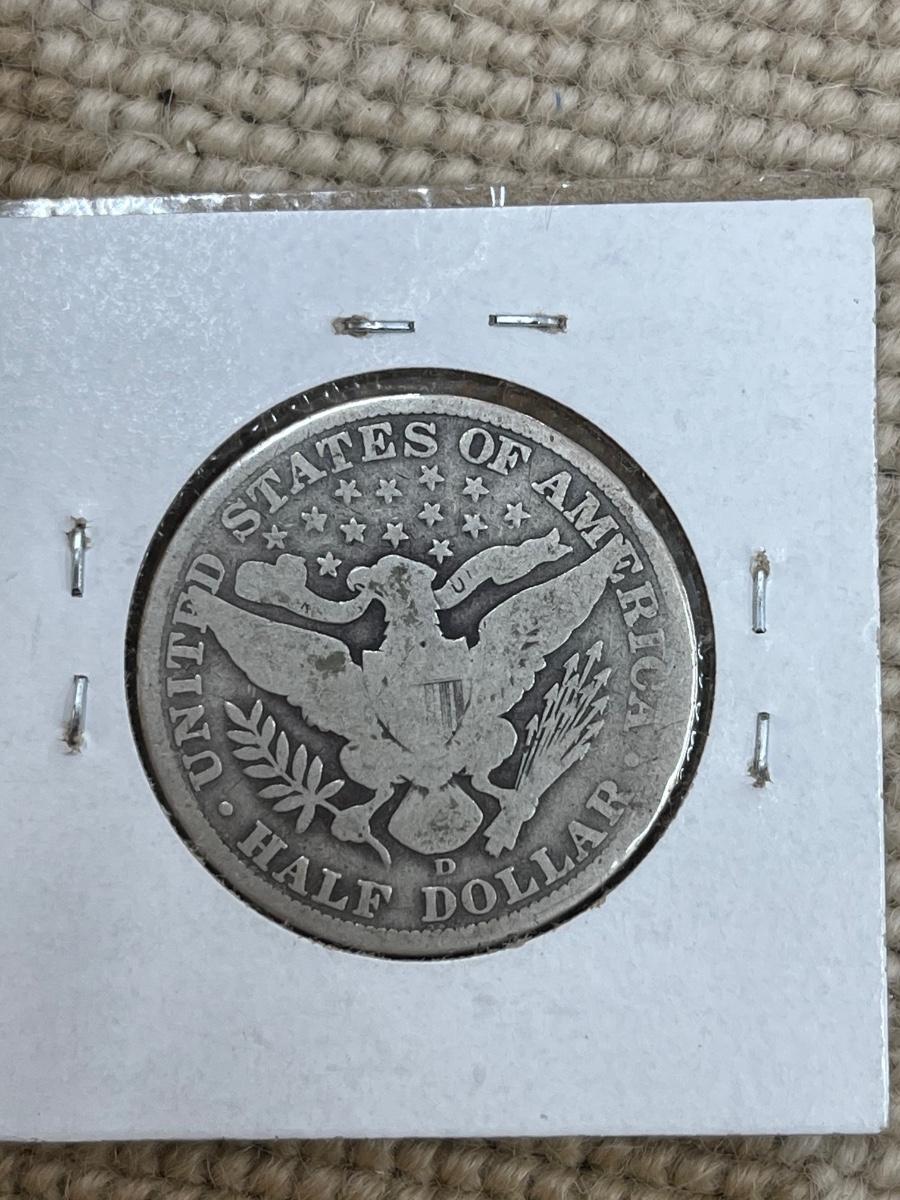 UNITED STATES OF AMERICA
U
D
HALF DOLLAR